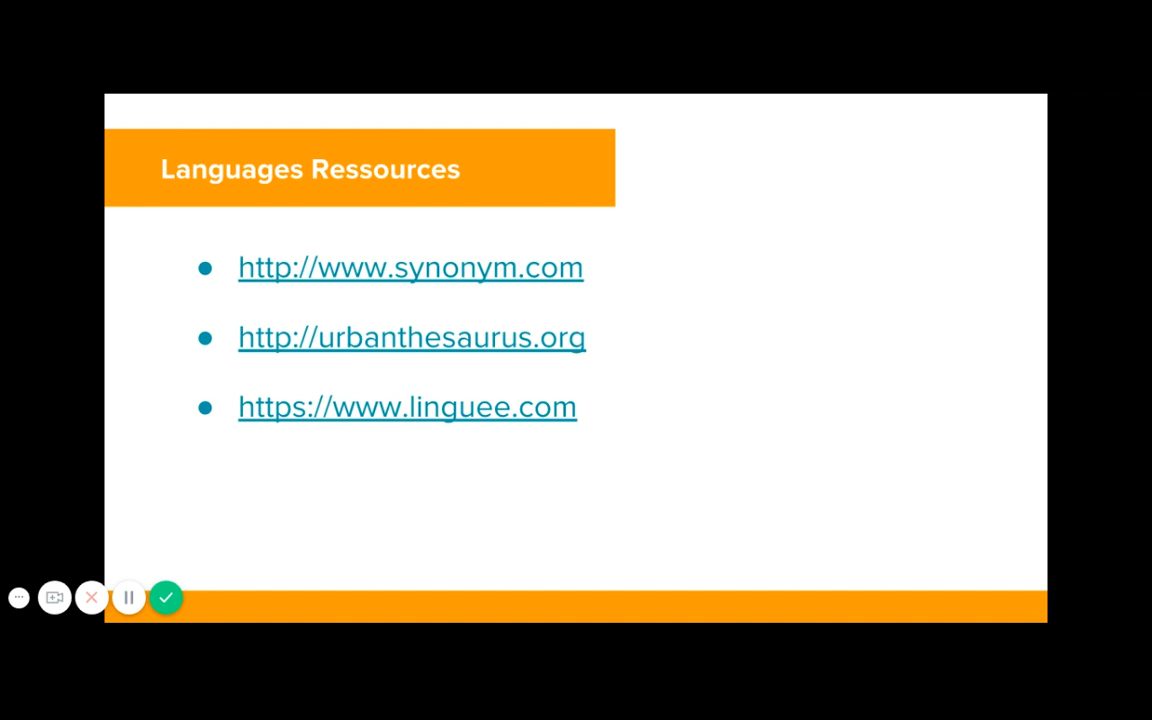 Languages Ressources
● http://www.synonym.com
● http://urbanthesaurus.org
● https://www.linguee.com